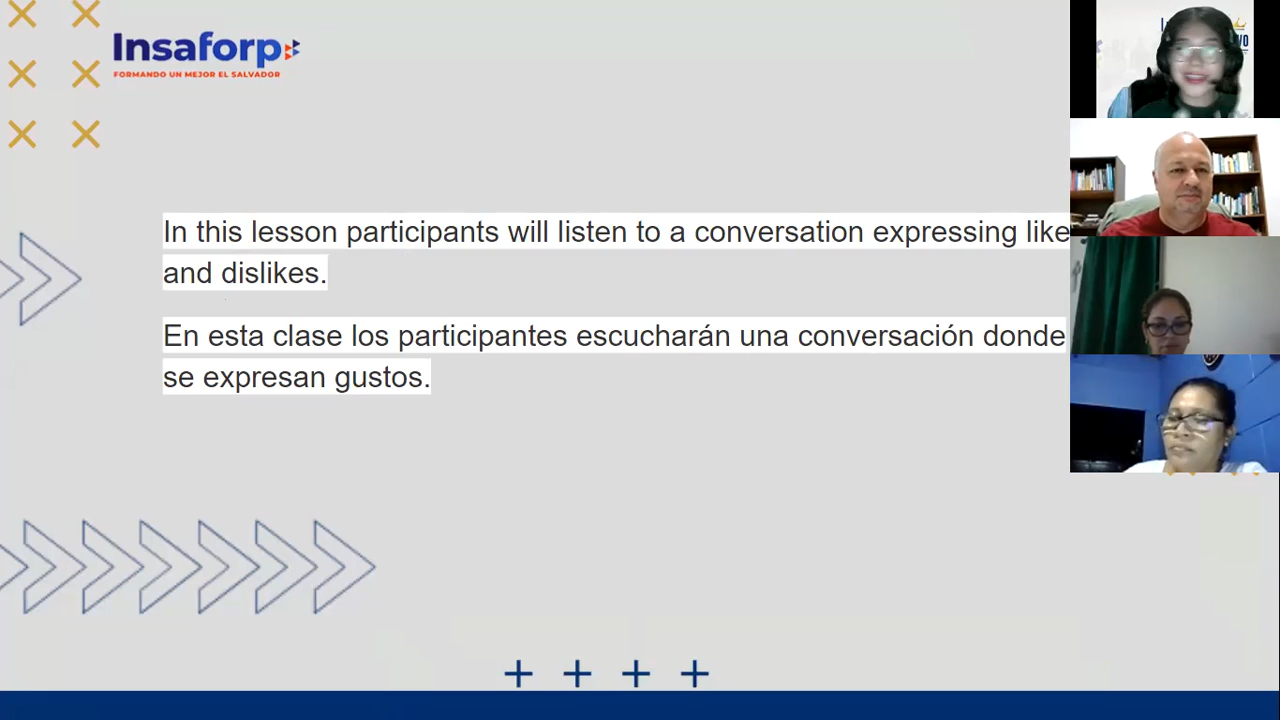 Insaforp
FORMANDO UN MEJOR EL SALVADOR
In this lesson participants will listen to a conversation expressing like
and dislikes.
En esta clase los participantes escucharán una conversación donde
se expresan gustos.